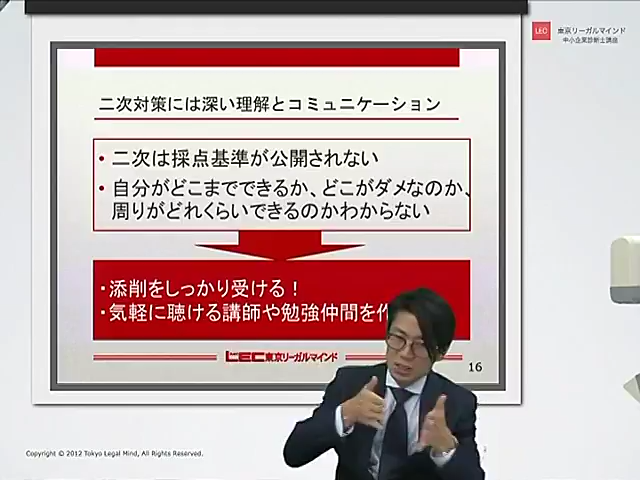 LEC 東京リーガルマインド
中小企業診断士講座
二次対策には深い理解とコミュニケーション
・二次は採点基準が公開されない
・自分がどこまでできるか、どこがダメなのか、
周りがどれくらいできるのかわからない
・添削をしっかり受ける！
・気軽に聴ける講師や勉強仲間を作
LEC東京リーガルマインド
16
Copyright © 2012 Tokyo Legal Mind, All Rights Reserved.